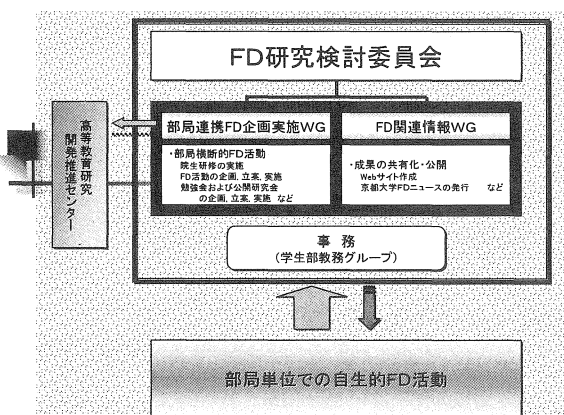 FD研究検討委員会
部局連携FD企画実施WG
・部局横断的FD活動
院生研修の実施
FD活動の企画, 立案, 実施
勉強会および公開研究会
の企画, 立案, 実施 など
FD関連情報WG
・成果の共有化・公開
Webサイト作成
京都大学FDニュースの発行 など
高等教育研究
開発推進センター
事 務
(学生部教務グループ)
部局単位での自生的FD活動